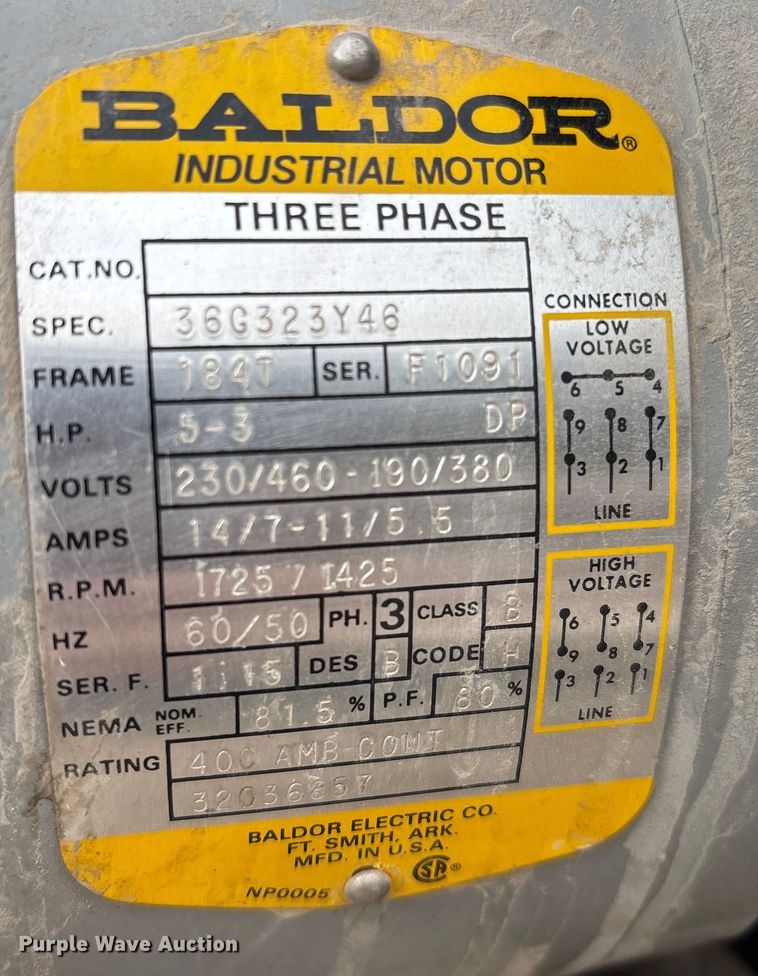 BALDOR®
INDUSTRIAL MOTOR
THREE PHASE
CAT.NO.
SPEC. 36G323Y46
FRAME 184T SER. F1091
H.P. 5-3 DP
VOLTS 230/460-190/380
AMPS 14/7-11/5.5
R.P.M. 1725/1425
HZ 60/50 PH. 3 CLASS B
SER. F. 1.15 DES B CODE H
NEMA NOM. EFF. 81.5 % P.F. 80 %
RATING 40C AMB-CONT
32036857
CONNECTION
LOW
VOLTAGE
6 5 4
9 8 7
3 2 1
LINE
HIGH
VOLTAGE
6 5 4
9 8 7
3 2 1
LINE
BALDOR ELECTRIC CO.
FT. SMITH, ARK.
MFD. IN U.S.A.
SA ®
NP0005
Purple Wave Auction